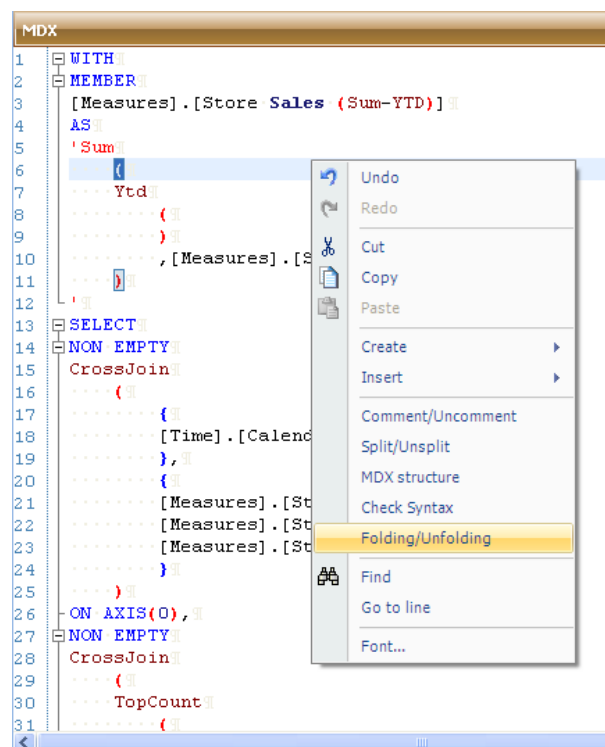 MDX
1 WITH
2 MEMBER
3 [Measures].[Store Sales (Sum-YTD)]
4 AS
5 'Sum
6 (
7 Ytd
8 (
9 )
10 ,[Measures].[S
11 )
12 '
13 SELECT
14 NON EMPTY
15 CrossJoin
16 (
17 {
18 [Time].[Calend
19 },
20 {
21 [Measures].[St
22 [Measures].[St
23 [Measures].[St
24 }
25 )
26 ON AXIS(0),
27 NON EMPTY
28 CrossJoin
29 (
30 TopCount
31 (
Undo
Redo
Cut
Copy
Paste
Create
Insert
Comment/Uncomment
Split/Unsplit
MDX structure
Check Syntax
Folding/Unfolding
Find
Go to line
Font...